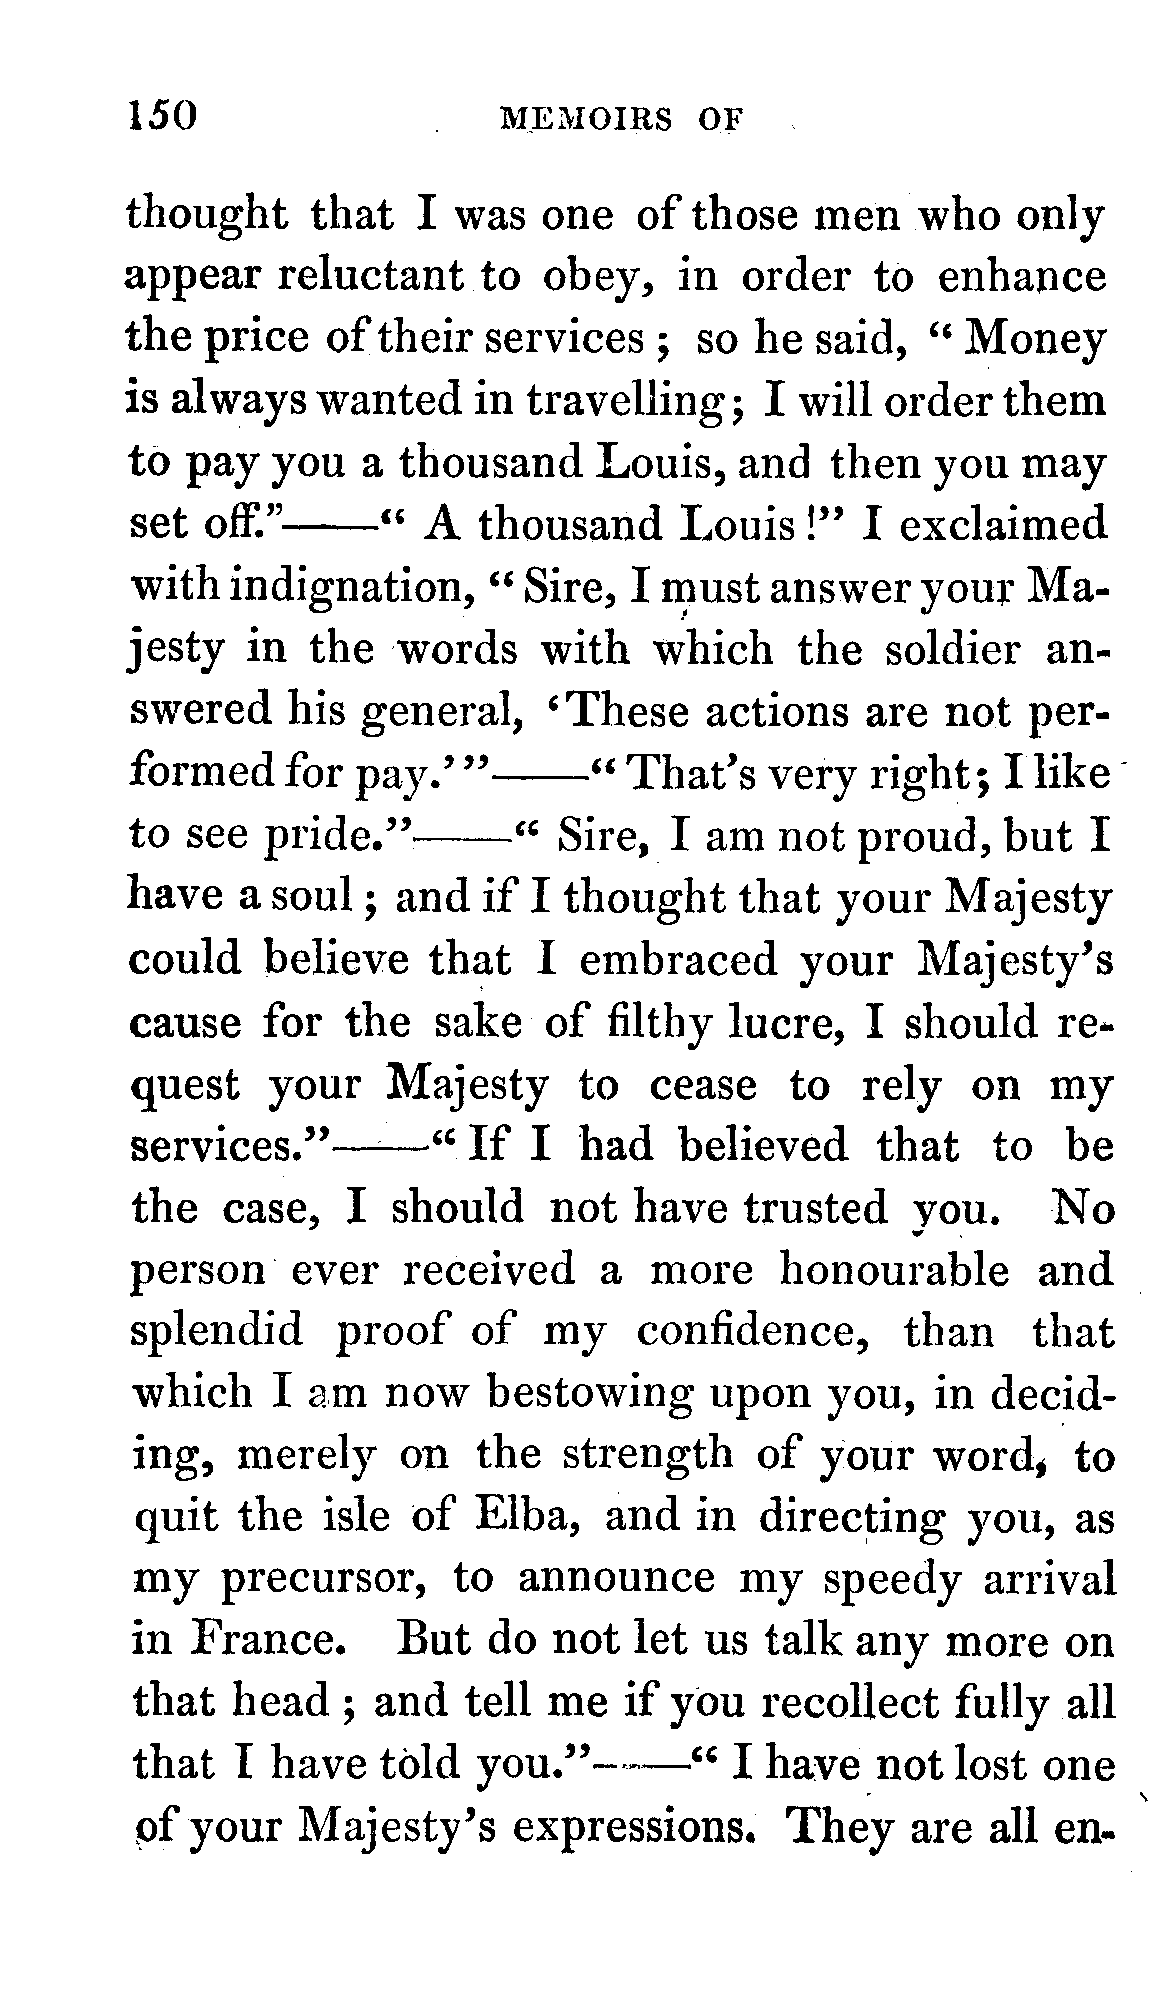 150 MEMOIRS OF
thought that I was one of those men who only
appear reluctant to obey, in order to enhance
the price of their services ; so he said, “ Money
is always wanted in travelling; I will order them
to pay you a thousand Louis, and then you may
set off.”——“ A thousand Louis !” I exclaimed
with indignation, “ Sire, I must answer your Ma-
jesty in the words with which the soldier an-
swered his general, ‘These actions are not per-
formed for pay.’ ”——“ That’s very right; I like
to see pride.”——“ Sire, I am not proud, but I
have a soul ; and if I thought that your Majesty
could believe that I embraced your Majesty’s
cause for the sake of filthy lucre, I should re-
quest your Majesty to cease to rely on my
services.”——“ If I had believed that to be
the case, I should not have trusted you. No
person ever received a more honourable and
splendid proof of my confidence, than that
which I am now bestowing upon you, in decid-
ing, merely on the strength of your word, to
quit the isle of Elba, and in directing you, as
my precursor, to announce my speedy arrival
in France. But do not let us talk any more on
that head ; and tell me if you recollect fully all
that I have told you.”——“ I have not lost one
of your Majesty’s expressions. They are all en-